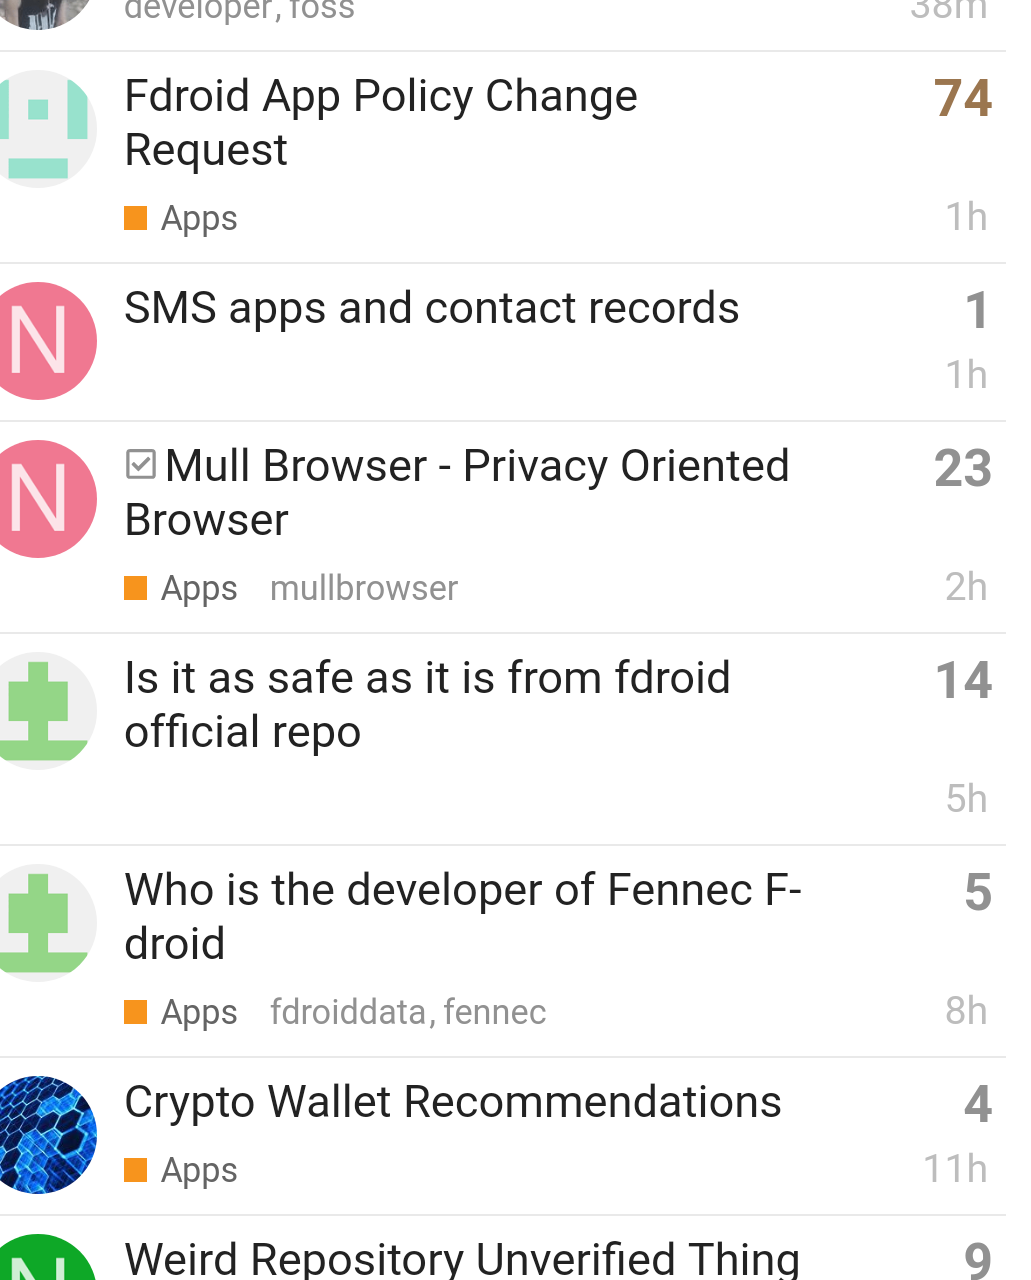 developer, foss
38m
Fdroid App Policy Change
Request
74
Apps
1h
N
SMS apps and contact records
1
1h
N
Mull Browser - Privacy Oriented
Browser
23
Apps mullbrowser
2h
Is it as safe as it is from fdroid
official repo
14
5h
Who is the developer of Fennec F-
droid
5
Apps fdroiddata, fennec
8h
Crypto Wallet Recommendations
4
Apps
11h
N
Weird Repository Unverified Thing
9